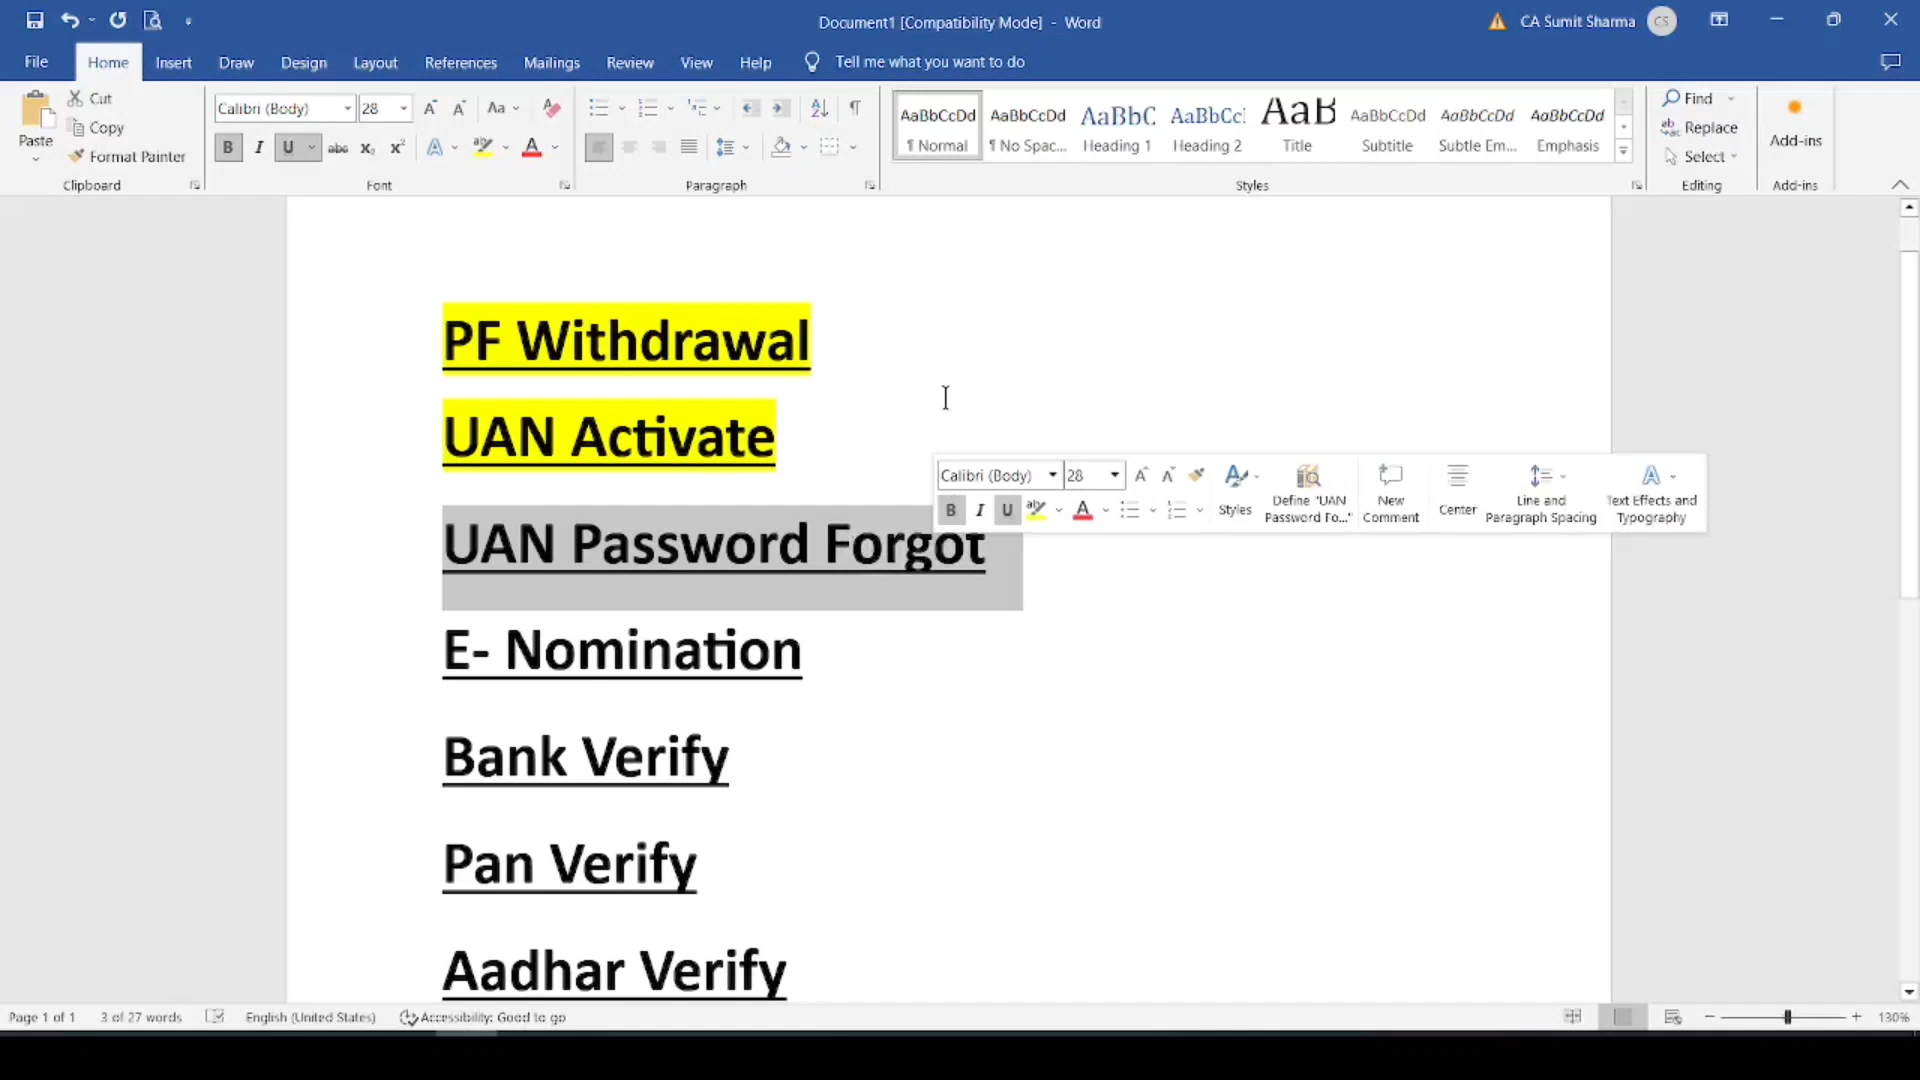 Document1 [Compatibility Mode] - Word
CA Sumit Sharma
CS
File Home Insert Draw Design Layout References Mailings Review View Help Tell me what you want to do
Paste
Cut
Copy
Format Painter
Clipboard
Calibri (Body) 28
Font
Paragraph
AaBbCcDd AaBbCcDd AaBbC AaBbCc AaB AaBbCcDd AaBbCcDd AaBbCcDd
¶ Normal ¶ No Spac... Heading 1 Heading 2 Title Subtitle Subtle Em... Emphasis
Styles
Find
Replace
Select
Editing
Add-ins
Add-ins
PF Withdrawal
UAN Activate
Calibri (Body) 28
Styles
Define "UAN
Password Fo..."
New
Comment
Center
Line and
Paragraph Spacing
Text Effects and
Typography
UAN Password Forgot
E- Nomination
Bank Verify
Pan Verify
Aadhar Verify
Page 1 of 1 3 of 27 words English (United States) Accessibility: Good to go 130%